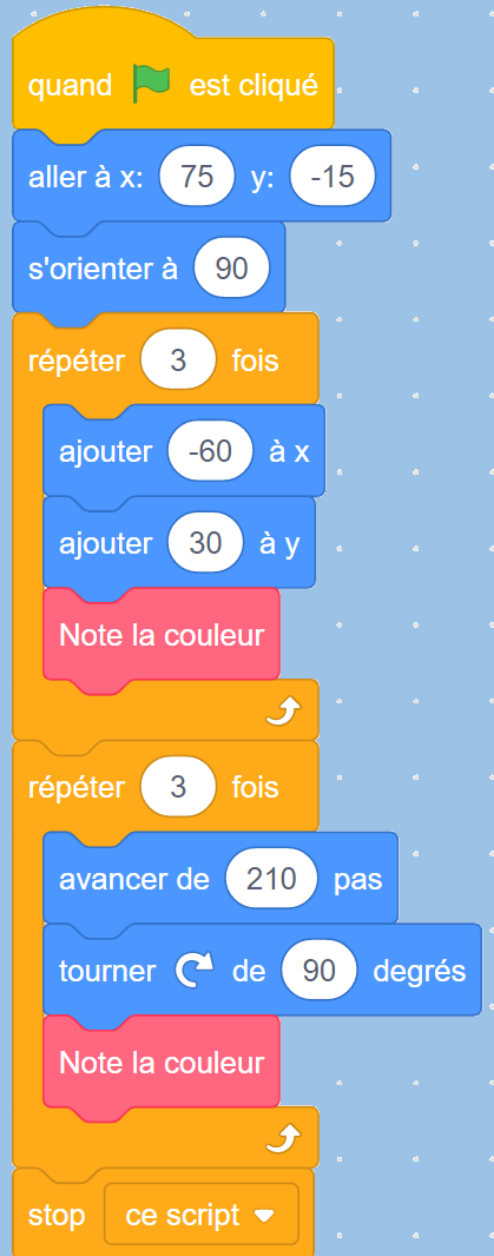 quand est cliqué
aller à x: 75 y: -15
s'orienter à 90
répéter 3 fois
ajouter -60 à x
ajouter 30 à y
Note la couleur
répéter 3 fois
avancer de 210 pas
tourner de 90 degrés
Note la couleur
stop ce script